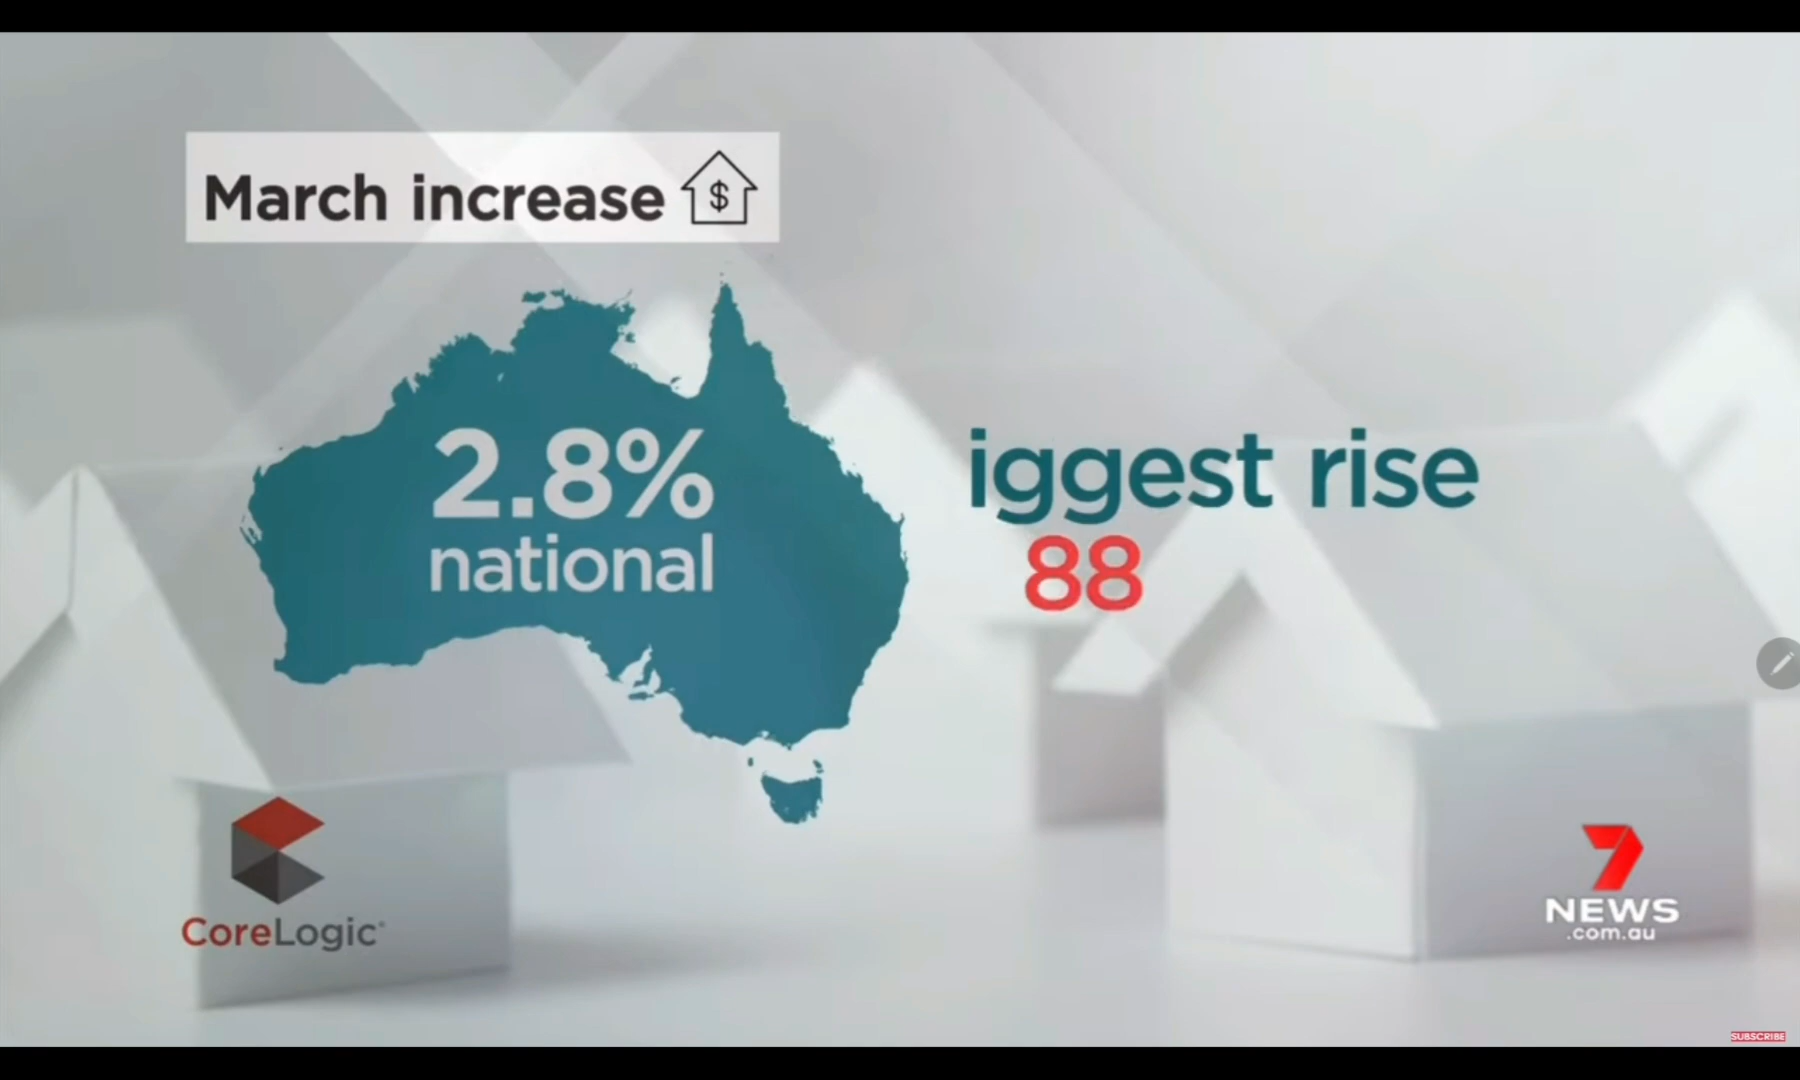 March increase $
2.8%
national
iggest rise
88
CoreLogic
7
NEWS
.com.au
SUBSCRIBE